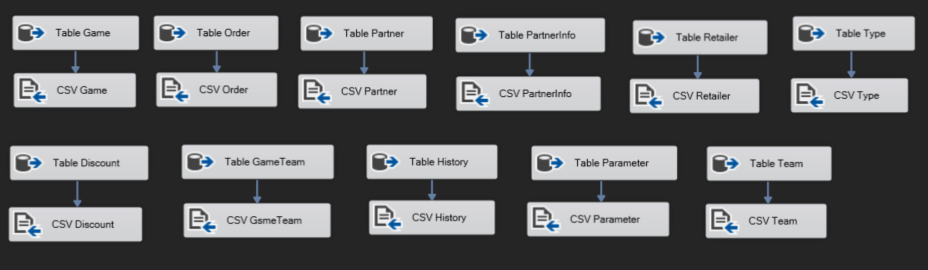 Table Game
Table Order
Table Partner
Table PartnerInfo
Table Retailer
Table Type
CSV Game
CSV Order
CSV Partner
CSV PartnerInfo
CSV Retailer
CSV Type
Table Discount
Table GameTeam
Table History
Table Parameter
Table Team
CSV Discount
CSV GsmeTeam
CSV History
CSV Parameter
CSV Team